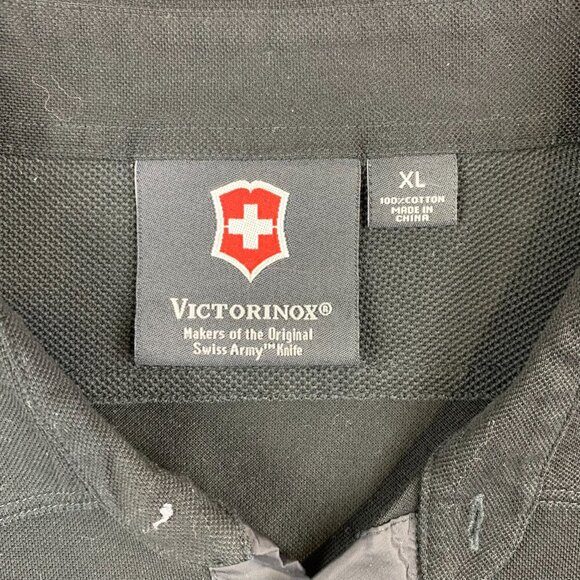 VICTORINOX®
Makers of the Original
Swiss Army™ Knife
XL
100% COTTON
MADE IN
CHINA